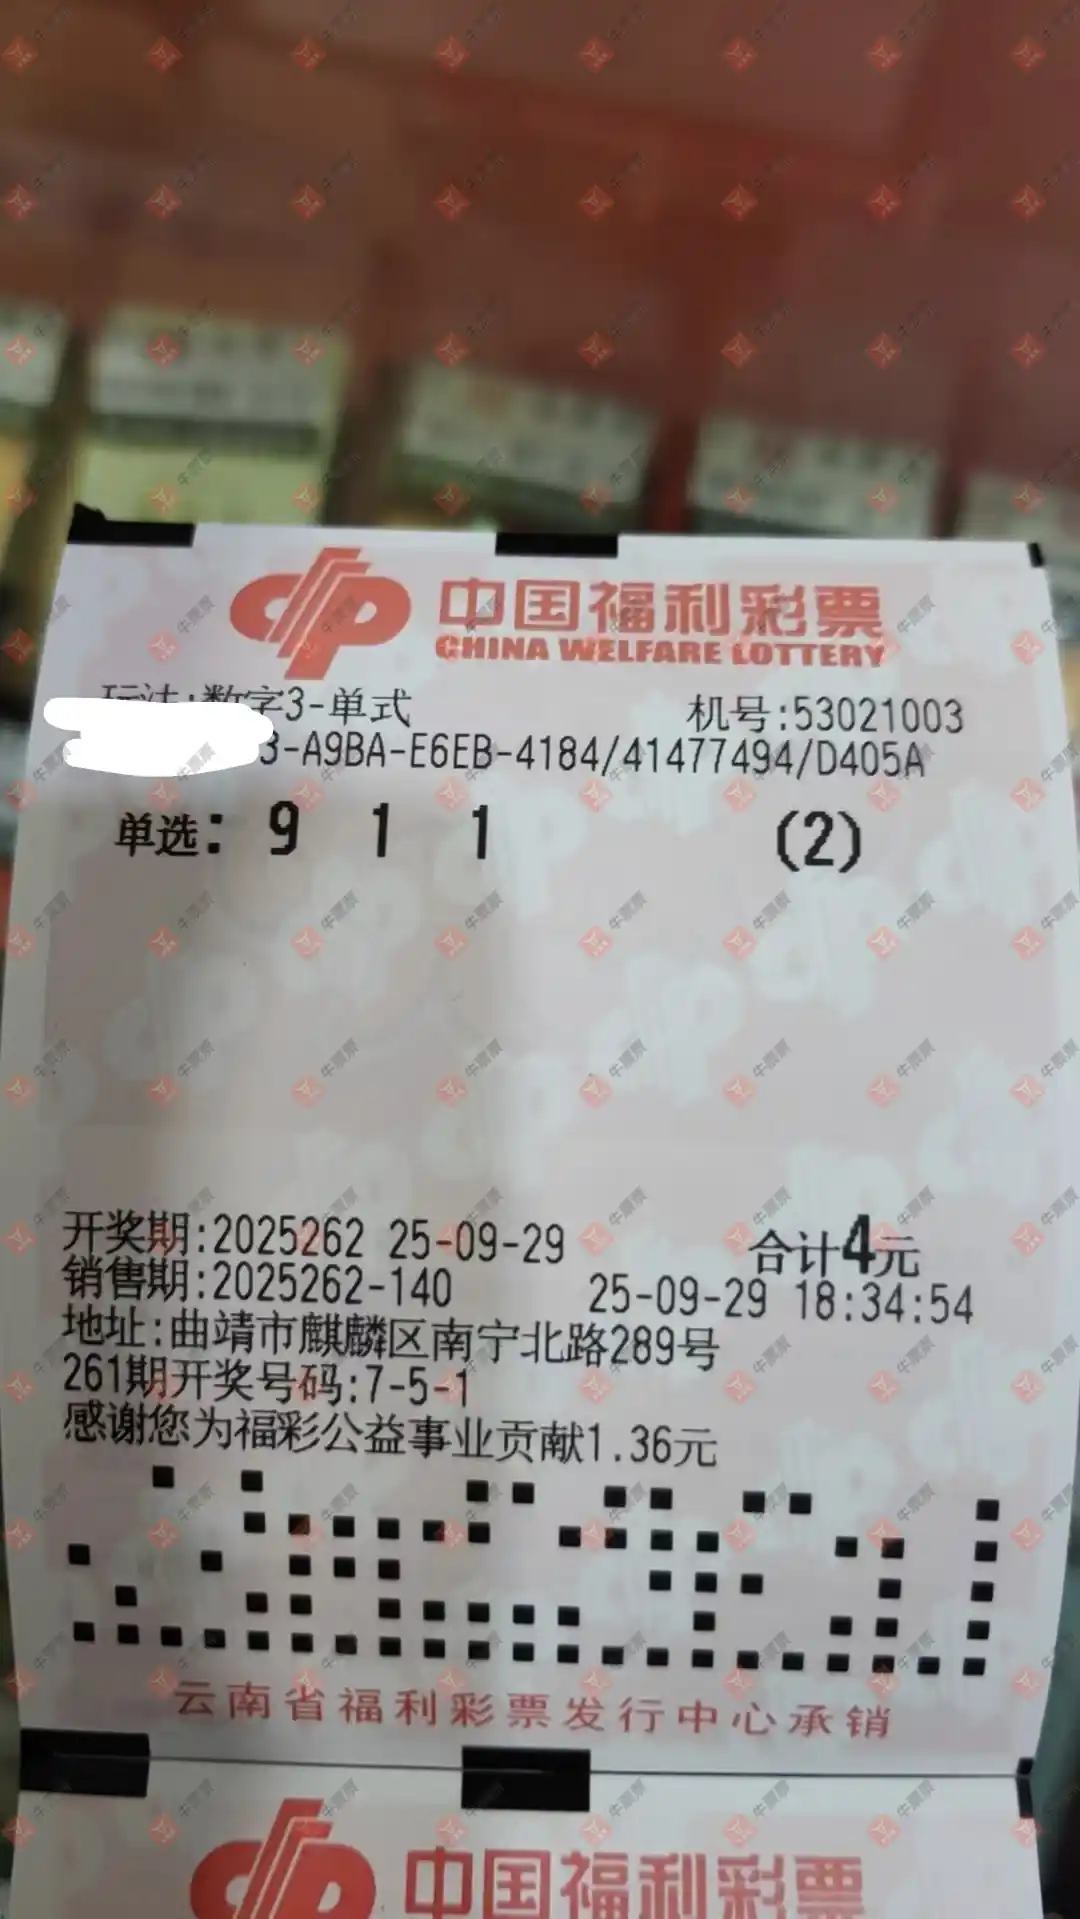 中国福利彩票
CHINA WELFARE LOTTERY
玩法:数字3-单式 机号:53021003
3-A9BA-E6EB-4184/41477494/D405A
单选: 9 1 1 (2)
开奖期:2025262 25-09-29 合计4元
销售期:2025262-140 25-09-29 18:34:54
地址:曲靖市麒麟区南宁北路289号
261期开奖号码:7-5-1
感谢您为福彩公益事业贡献1.36元
云南省福利彩票发行中心承销
中国福利彩票
牛票票